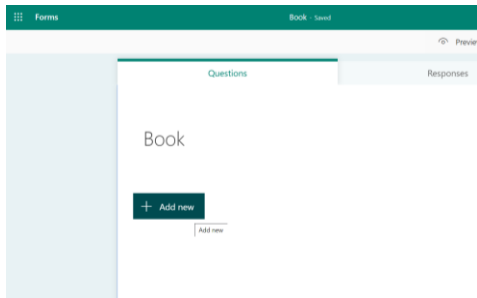 Forms
Book - Saved
Previe
Questions
Responses
Book
+ Add new
Add new